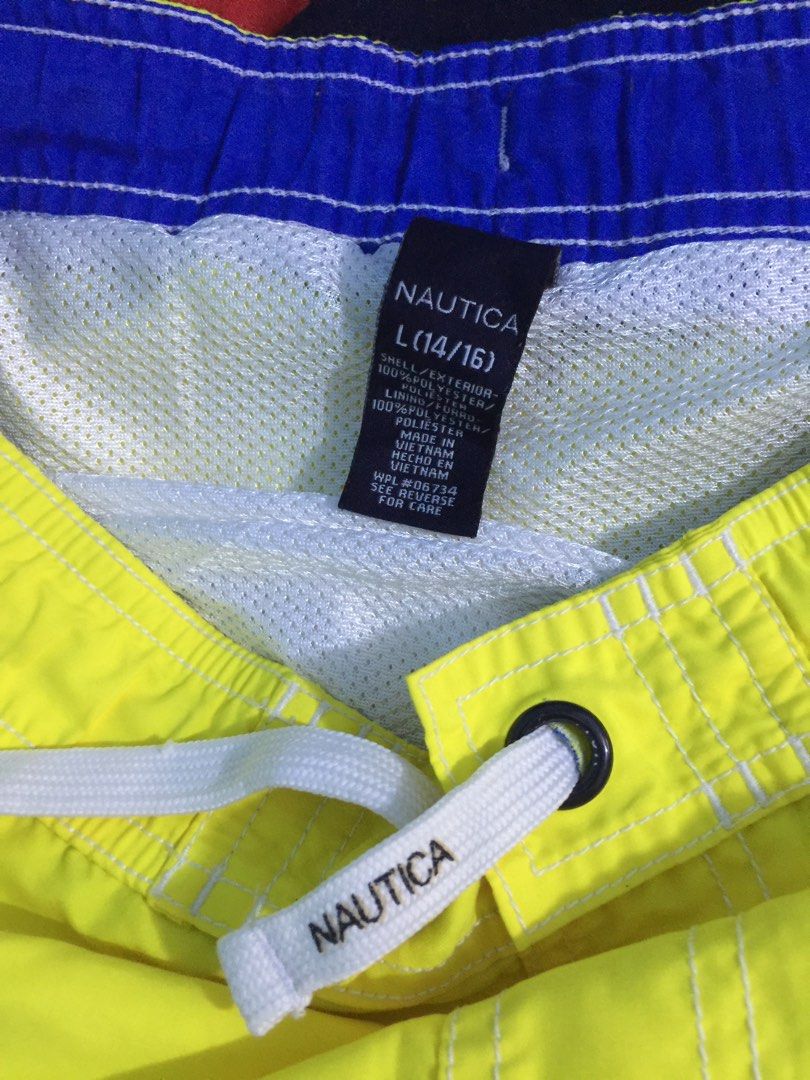 NAUTICA
L(14/16)
SHELL/EXTERIOR-
100%POLYESTER/
POLIÉSTER
LINING/FORRO
100%POLYESTER/
POLIÉSTER
MADE IN
VIETNAM
HECHO EN
VIETNAM
WPL #06734
SEE REVERSE
FOR CARE
NAUTICA